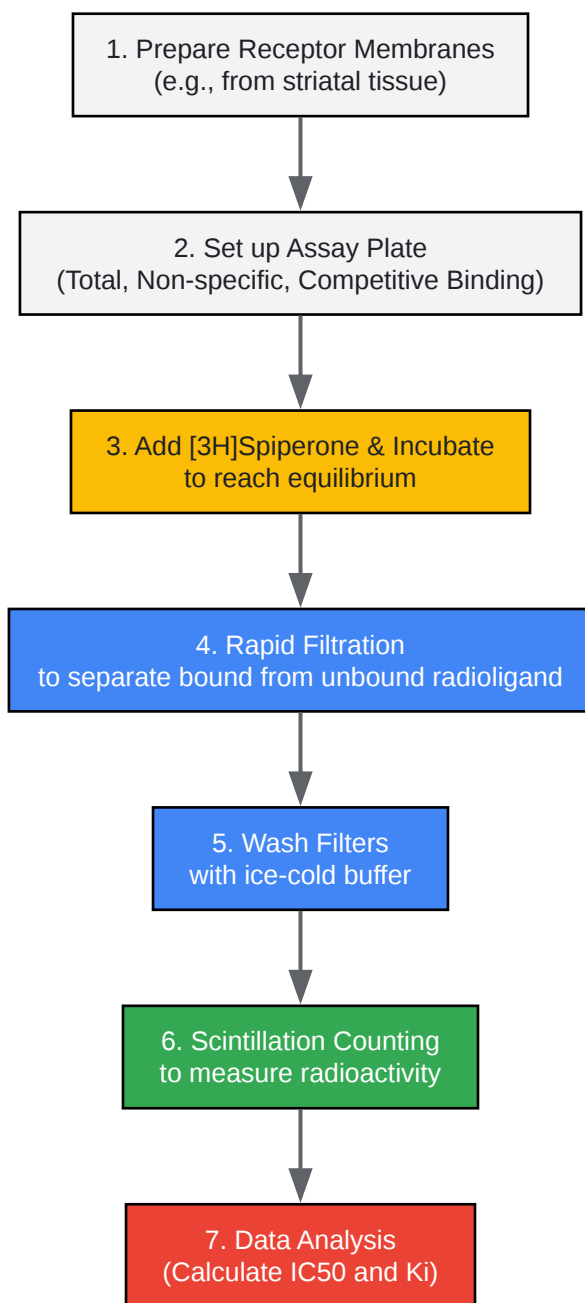 1. Prepare Receptor Membranes
(e.g., from striatal tissue)
2. Set up Assay Plate
(Total, Non-specific, Competitive Binding)
3. Add [3H]Spiperone & Incubate
to reach equilibrium
4. Rapid Filtration
to separate bound from unbound radioligand
5. Wash Filters
with ice-cold buffer
6. Scintillation Counting
to measure radioactivity
7. Data Analysis
(Calculate IC50 and Ki)